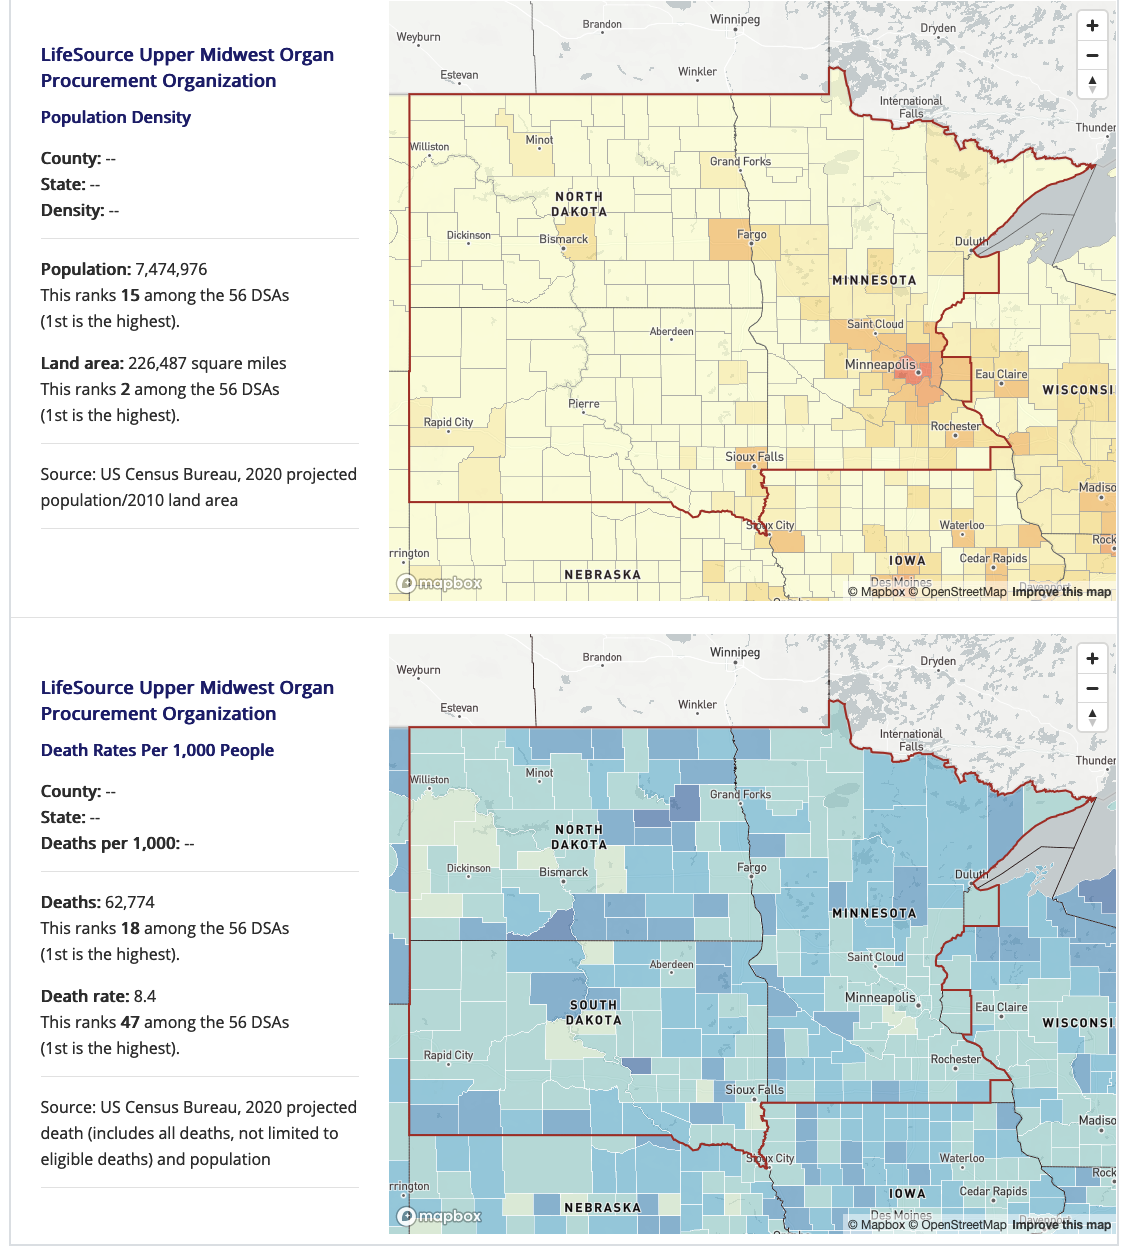 LifeSource Upper Midwest Organ
Procurement Organization
Population Density
County: --
State: --
Density: --
Population: 7,474,976
This ranks 15 among the 56 DSAs
(1st is the highest).
Land area: 226,487 square miles
This ranks 2 among the 56 DSAs
(1st is the highest).
Source: US Census Bureau, 2020 projected
population/2010 land area
Brandon
Winnipeg
Dryden
Weyburn
Estevan
Winkler
International
Falls
Thunder
Williston
Minot
Grand Forks
NORTH
DAKOTA
Dickinson
Bismarck
Fargo
Duluth
MINNESOTA
Aberdeen
Saint Cloud
Minneapolis
Eau Claire
WISCONSI
Pierre
Rapid City
Rochester
Sioux Falls
Madiso
Sioux City
Waterloo
Rock
rrington
IOWA
Cedar Rapids
NEBRASKA
Des Moines
Davenport
mapbox
© Mapbox © OpenStreetMap Improve this map
LifeSource Upper Midwest Organ
Procurement Organization
Death Rates Per 1,000 People
County: --
State: --
Deaths per 1,000: --
Deaths: 62,774
This ranks 18 among the 56 DSAs
(1st is the highest).
Death rate: 8.4
This ranks 47 among the 56 DSAs
(1st is the highest).
Source: US Census Bureau, 2020 projected
death (includes all deaths, not limited to
eligible deaths) and population
Brandon
Winnipeg
Dryden
Weyburn
Estevan
Winkler
International
Falls
Thunder
Williston
Minot
Grand Forks
NORTH
DAKOTA
Dickinson
Bismarck
Fargo
Duluth
MINNESOTA
Aberdeen
Saint Cloud
Minneapolis
SOUTH
DAKOTA
Eau Claire
WISCONSI
Rapid City
Rochester
Sioux Falls
Madiso
Sioux City
Waterloo
Rock
rrington
IOWA
Cedar Rapids
NEBRASKA
Des Moines
Davenport
mapbox
© Mapbox © OpenStreetMap Improve this map